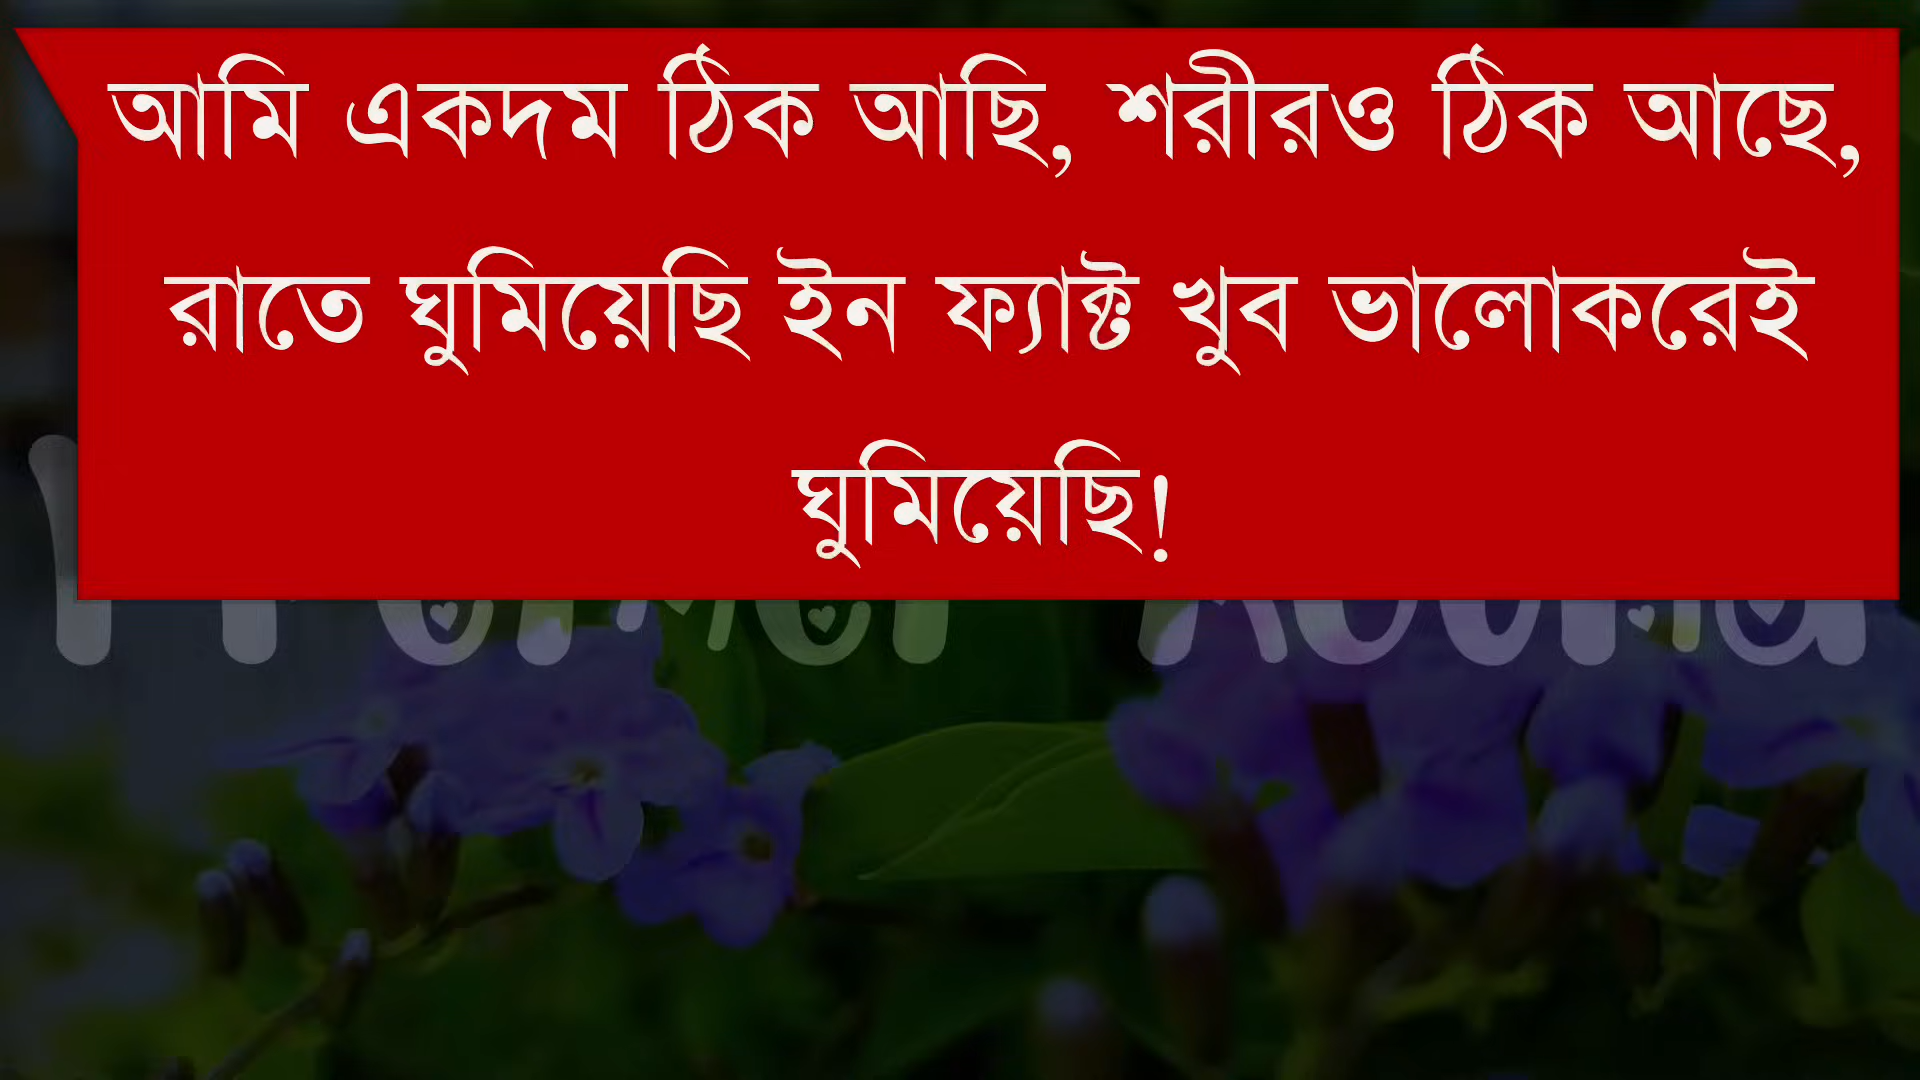 আমি একদম ঠিক আছি, শরীরও ঠিক আছে,
রাতে ঘুমিয়েছি ইন ফ্যাক্ট খুব ভালোকরেই
ঘুমিয়েছি!